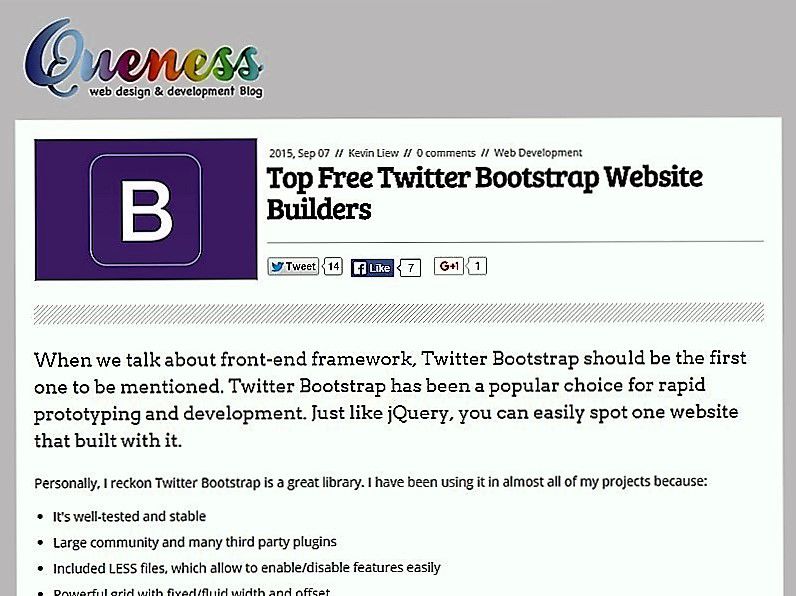 Queness
web design & development Blog
B
2015, Sep 07 // Kevin Liew // 0 comments // Web Development
Top Free Twitter Bootstrap Website
Builders
Tweet 14 Like 7 G+1 1
When we talk about front-end framework, Twitter Bootstrap should be the first
one to be mentioned. Twitter Bootstrap has been a popular choice for rapid
prototyping and development. Just like jQuery, you can easily spot one website
that built with it.
Personally, I reckon Twitter Bootstrap is a great library. I have been using it in almost all of my projects because:
• It's well-tested and stable
• Large community and many third party plugins
• Included LESS files, which allow to enable/disable features easily
• Powerful grid with fixed/fluid width and offset